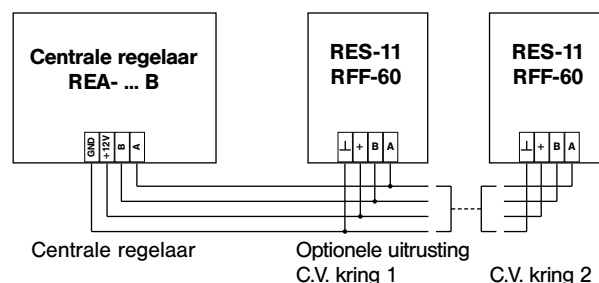 Centrale regelaar
REA- ... B
GND +12V B A
RES-11
RFF-60
⊥ + B A
RES-11
RFF-60
⊥ + B A
Centrale regelaar
Optionele uitrusting
C.V. kring 1
C.V. kring 2